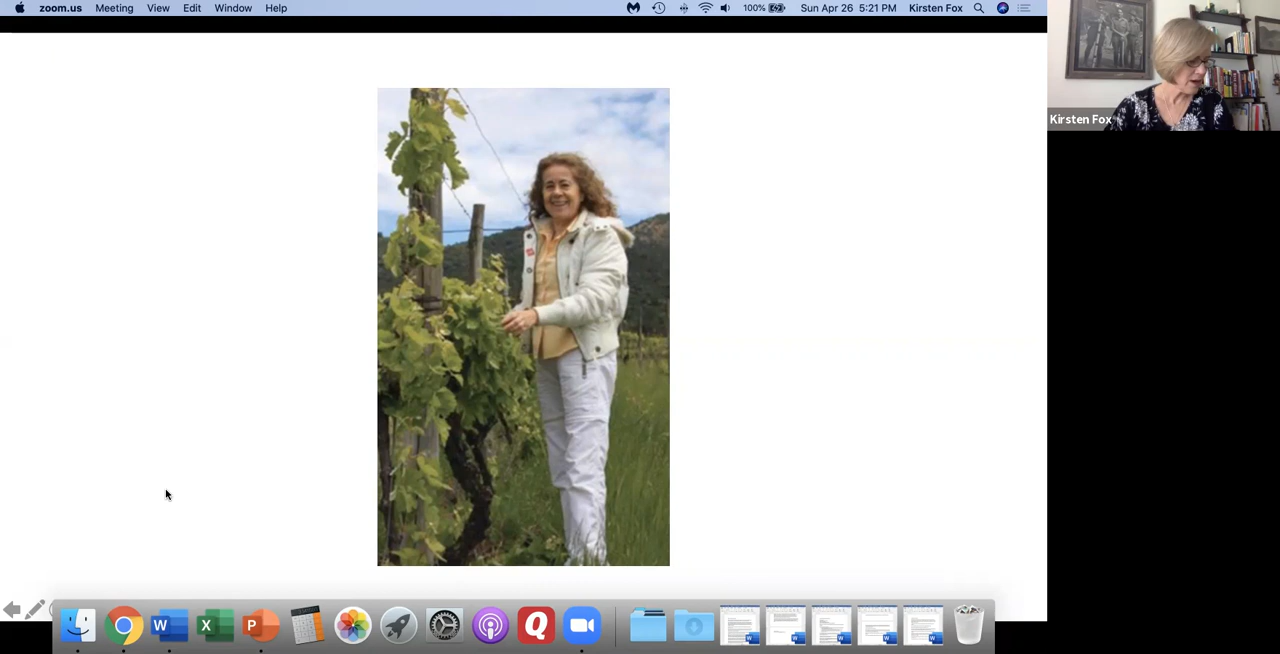 zoom.us Meeting View Edit Window Help
100% Sun Apr 26 5:21 PM Kirsten Fox
Kirsten Fox
W X P Q
W W W W W